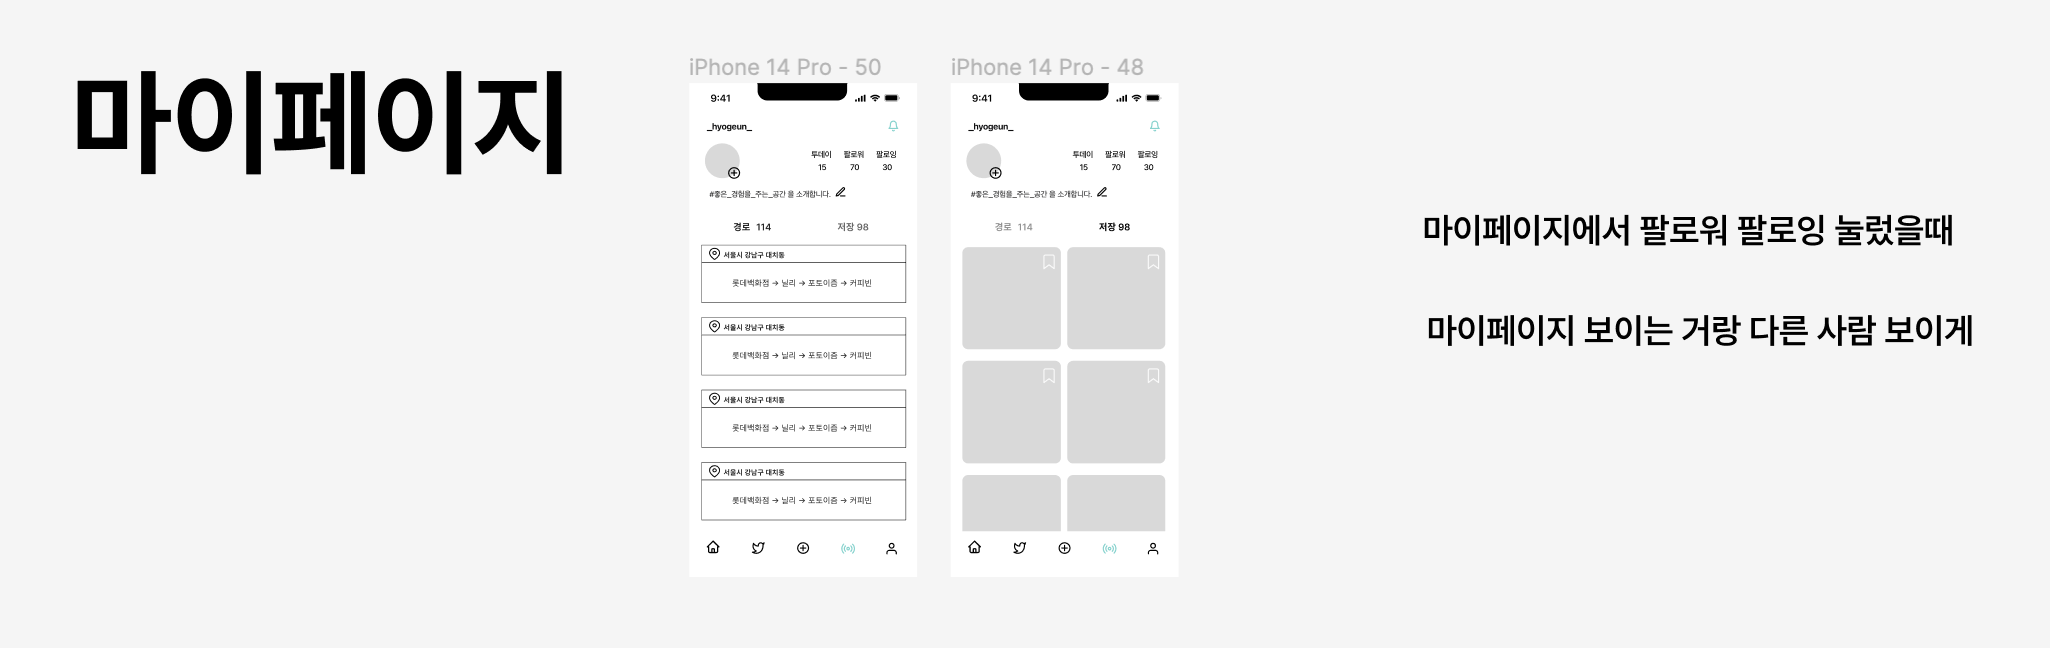 마이페이지
iPhone 14 Pro - 50
9:41
_hyogeun_
투데이 팔로워 팔로잉
15 70 30
#좋은_경험을_주는_공간 을 소개합니다.
경로 114 저장 98
서울시 강남구 대치동
롯데백화점 → 닐리 → 포토이즘 → 커피빈
서울시 강남구 대치동
롯데백화점 → 닐리 → 포토이즘 → 커피빈
서울시 강남구 대치동
롯데백화점 → 닐리 → 포토이즘 → 커피빈
서울시 강남구 대치동
롯데백화점 → 닐리 → 포토이즘 → 커피빈
iPhone 14 Pro - 48
9:41
_hyogeun_
투데이 팔로워 팔로잉
15 70 30
#좋은_경험을_주는_공간 을 소개합니다.
경로 114 저장 98
마이페이지에서 팔로워 팔로잉 눌렀을때
마이페이지 보이는 거랑 다른 사람 보이게